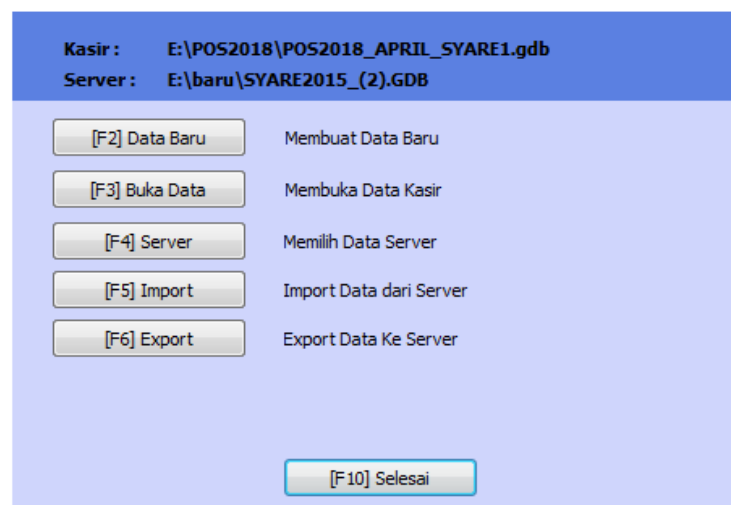 Kasir : E:\POS2018\POS2018_APRIL_SYARE1.gdb
Server : E:\baru\SYARE2015_(2).GDB
[F2] Data Baru Membuat Data Baru
[F3] Buka Data Membuka Data Kasir
[F4] Server Memilih Data Server
[F5] Import Import Data dari Server
[F6] Export Export Data Ke Server
[F10] Selesai